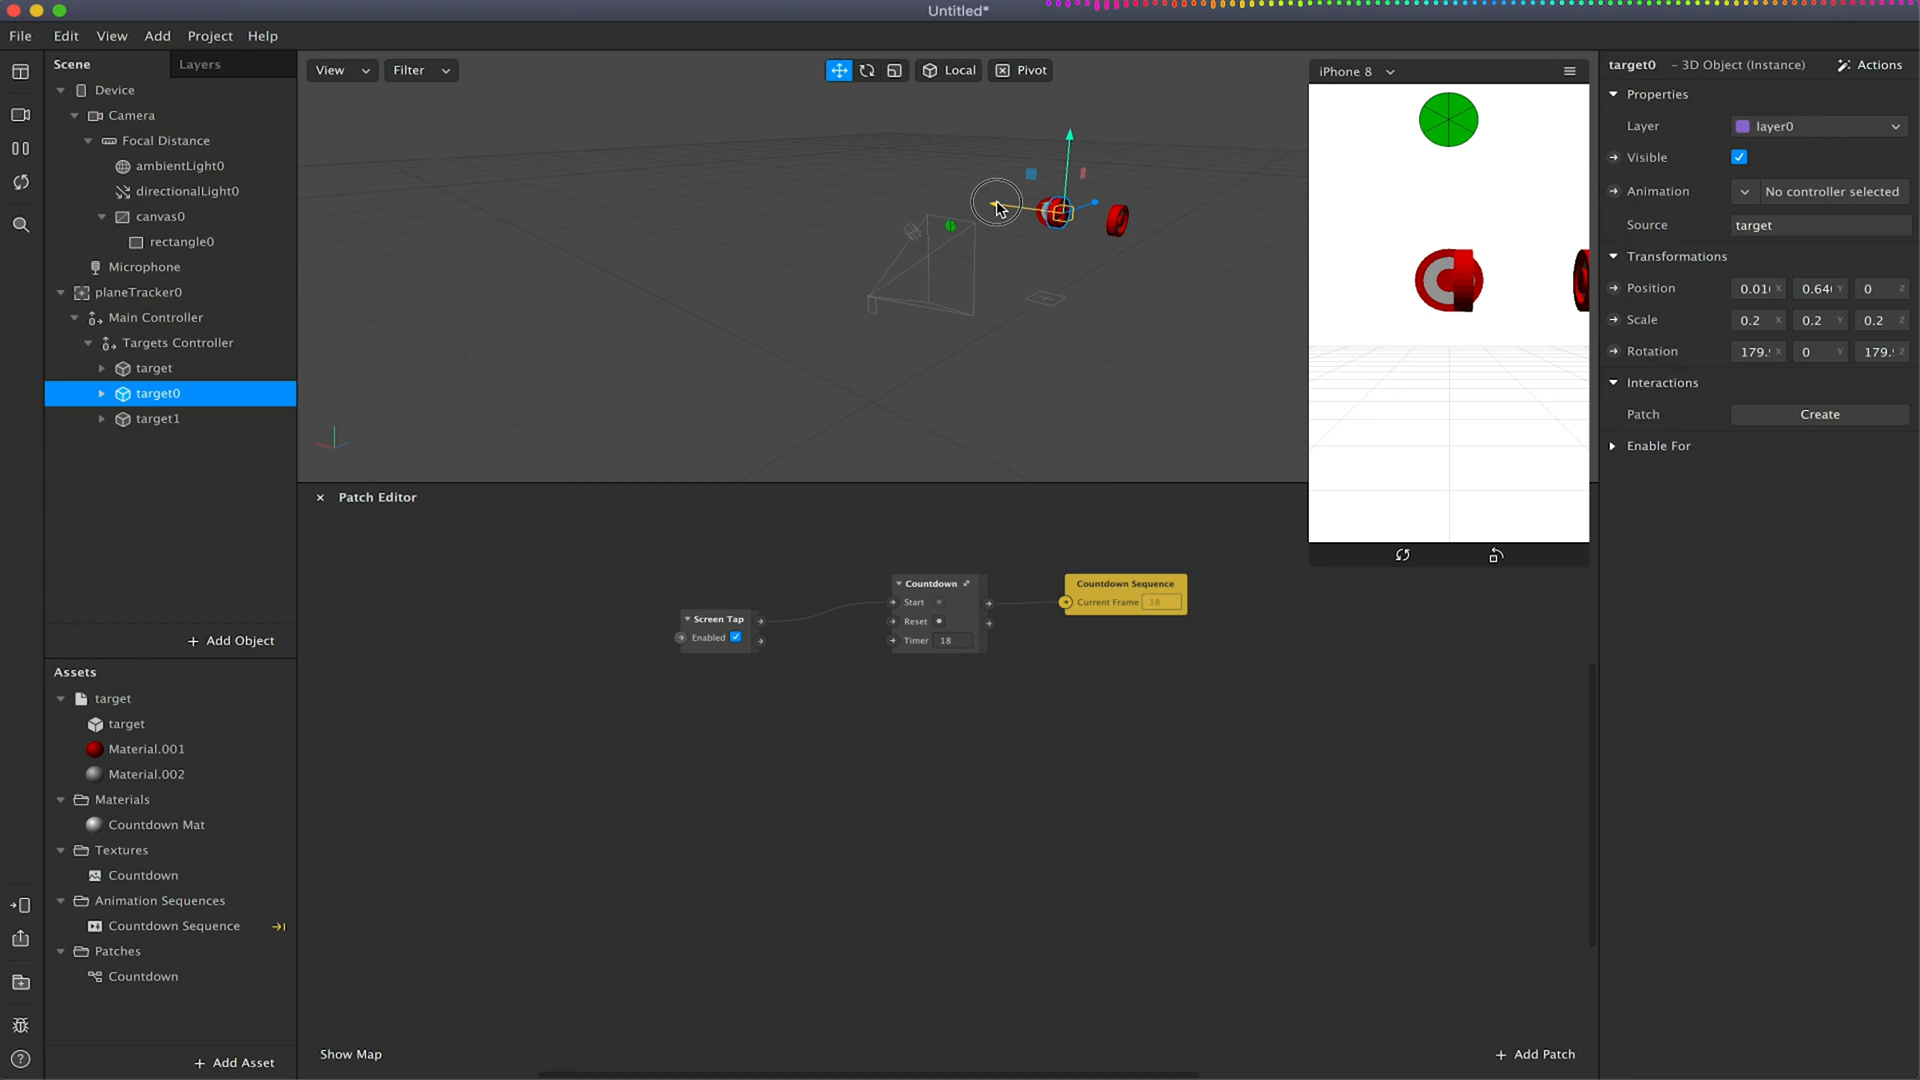 Untitled*
File Edit View Add Project Help
Scene Layers
Device
Camera
Focal Distance
ambientLight0
directionalLight0
canvas0
rectangle0
Microphone
planeTracker0
Main Controller
Targets Controller
target
target0
target1
+ Add Object
Assets
target
target
Material.001
Material.002
Materials
Countdown Mat
Textures
Countdown
Animation Sequences
Countdown Sequence
Patches
Countdown
+ Add Asset
View Filter Local Pivot
iPhone 8
× Patch Editor
Screen Tap
Enabled
Countdown
Start
Reset
Timer 18
Countdown Sequence
Current Frame 18
Show Map
+ Add Patch
target0 – 3D Object (Instance) Actions
Properties
Layer layer0
Visible
Animation No controller selected
Source target
Transformations
Position 0.01 X 0.64 Y 0 Z
Scale 0.2 X 0.2 Y 0.2 Z
Rotation 179. X 0 Y 179. Z
Interactions
Patch Create
Enable For